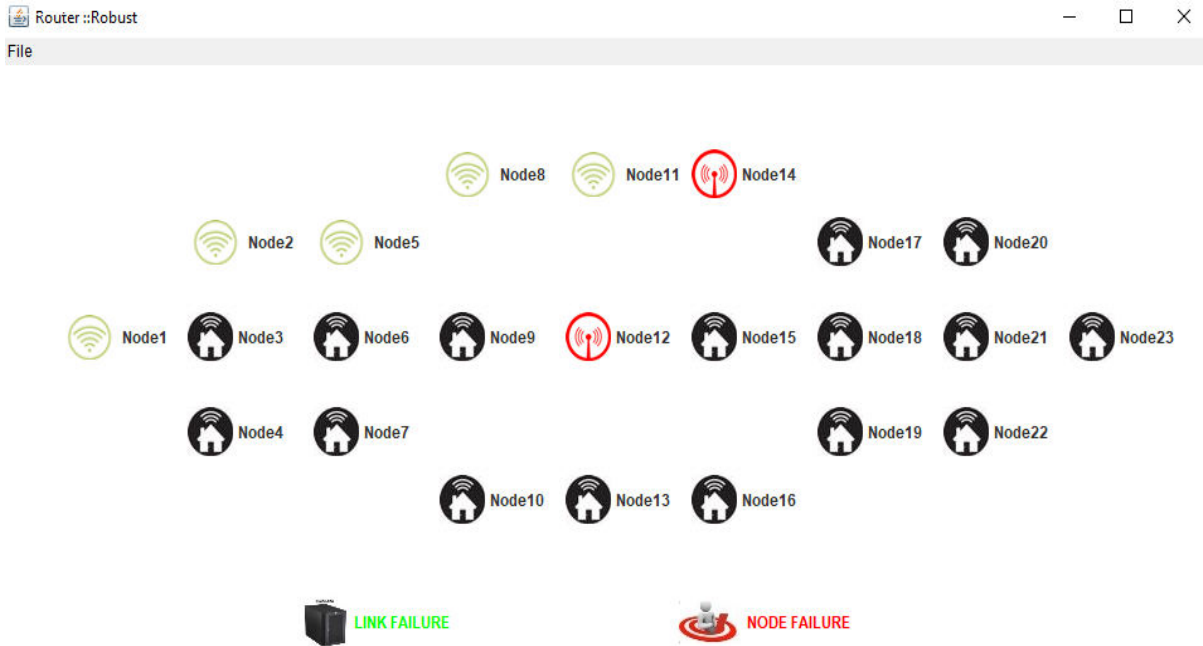 Router ::Robust
File
Node8 Node11 Node14
Node2 Node5 Node17 Node20
Node1 Node3 Node6 Node9 Node12 Node15 Node18 Node21 Node23
Node4 Node7 Node19 Node22
Node10 Node13 Node16
LINK FAILURE NODE FAILURE